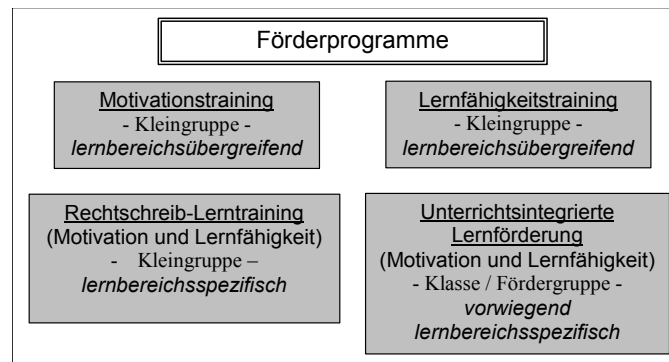 Förderprogramme
Motivationstraining
- Kleingruppe -
lernbereichsübergreifend
Lernfähigkeitstraining
- Kleingruppe -
lernbereichsübergreifend
Rechtschreib-Lerntraining
(Motivation und Lernfähigkeit)
- Kleingruppe –
lernbereichsspezifisch
Unterrichtsintegrierte
Lernförderung
(Motivation und Lernfähigkeit)
- Klasse / Fördergruppe -
vorwiegend
lernbereichsspezifisch